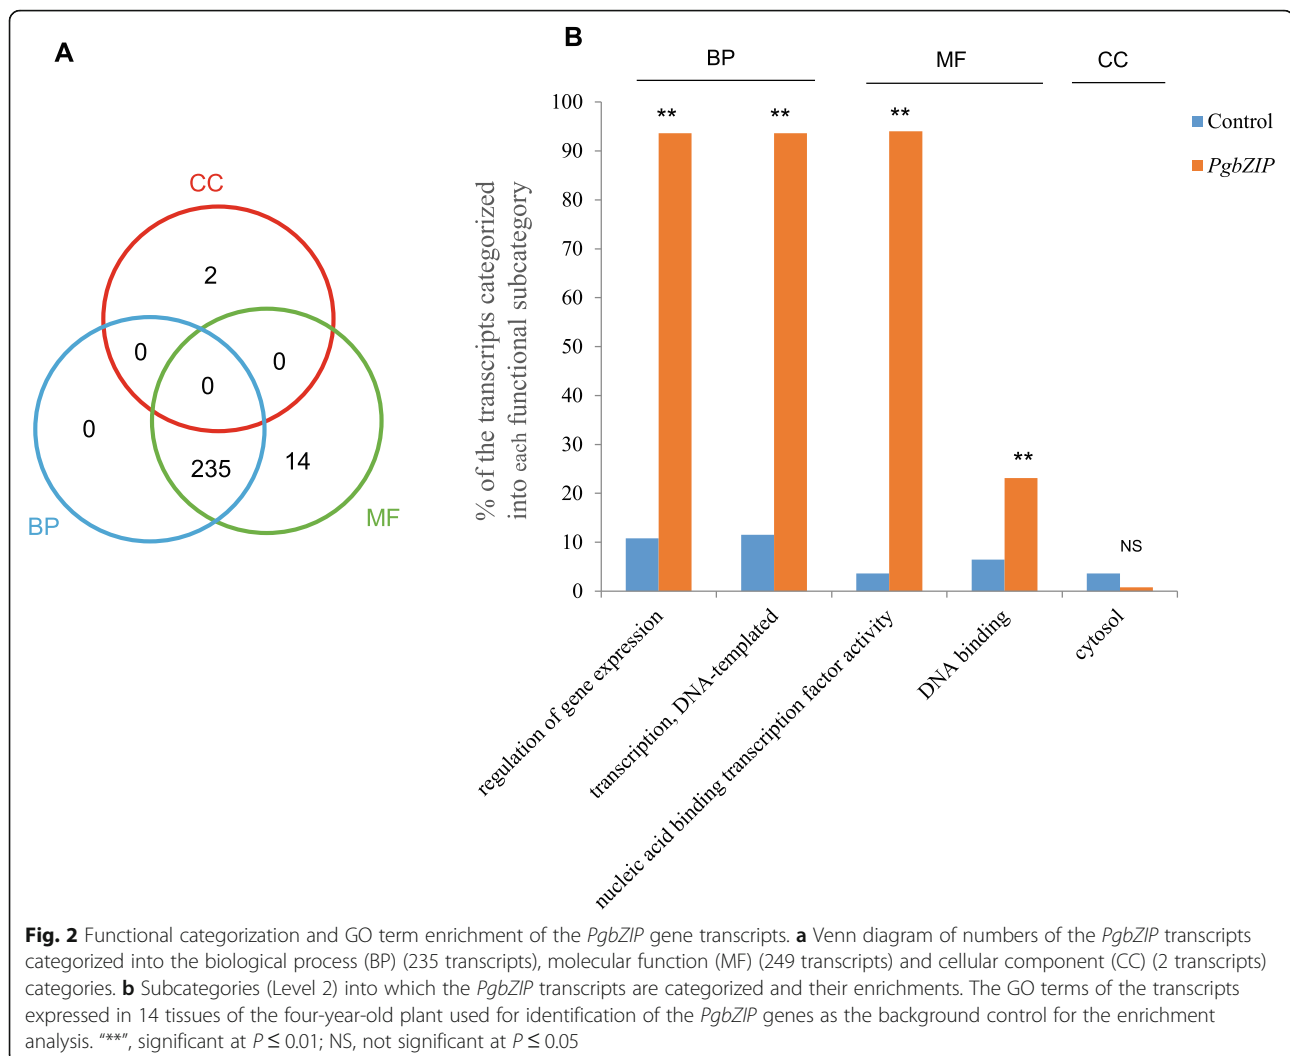 A
CC
2
0
0
0
0
235
14
BP
MF
B
BP
MF
CC
% of the transcripts categorized
into each functional subcategory
100
90
80
70
60
50
40
30
20
10
0
**
**
**
**
NS
Control
PgbZIP
regulation of gene expression
transcription, DNA-templated
nucleic acid binding transcription factor activity
DNA binding
cytosol
Fig. 2 Functional categorization and GO term enrichment of the PgbZIP gene transcripts. a Venn diagram of numbers of the PgbZIP transcripts
categorized into the biological process (BP) (235 transcripts), molecular function (MF) (249 transcripts) and cellular component (CC) (2 transcripts)
categories. b Subcategories (Level 2) into which the PgbZIP transcripts are categorized and their enrichments. The GO terms of the transcripts
expressed in 14 tissues of the four-year-old plant used for identification of the PgbZIP genes as the background control for the enrichment
analysis. “**”, significant at P ≤ 0.01; NS, not significant at P ≤ 0.05